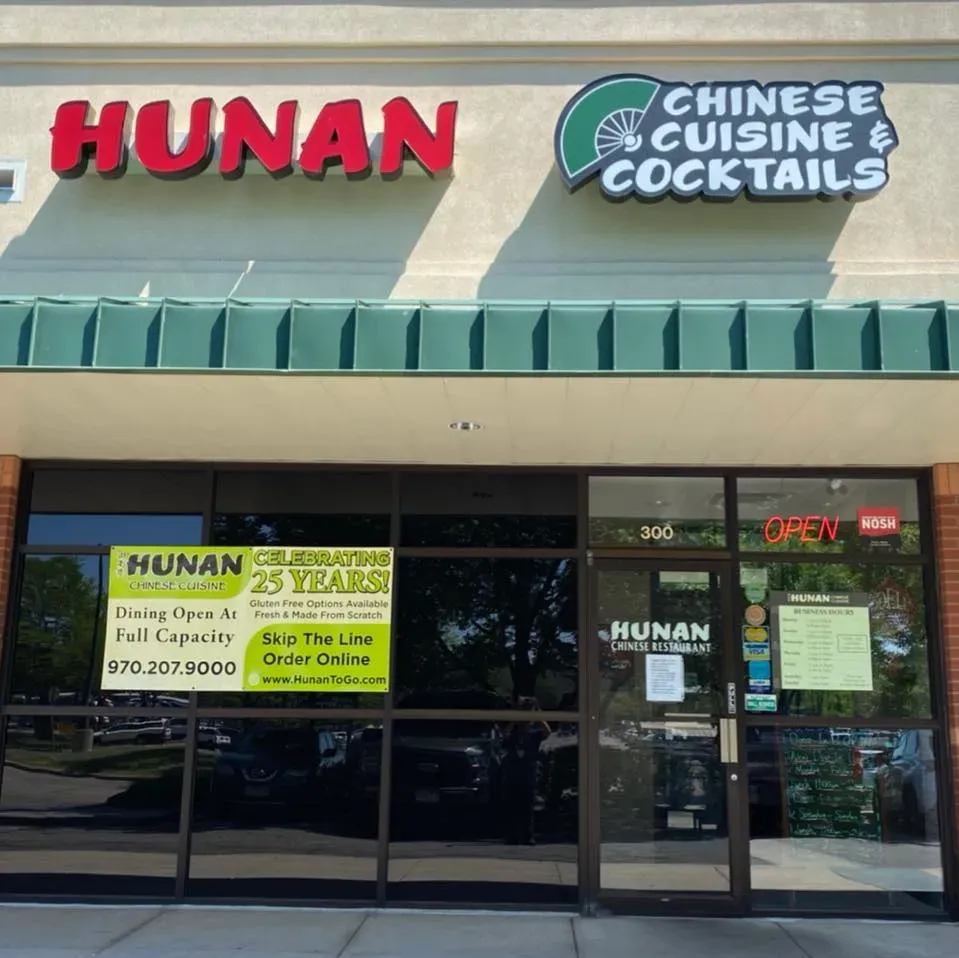 HUNAN
CHINESE
CUISINE &
COCKTAILS
300
OPEN
NOSH
HUNAN
CHINESE CUISINE
Dining Open At
Full Capacity
970.207.9000
CELEBRATING
25 YEARS!
Gluten Free Options Available
Fresh & Made From Scratch
Skip The Line
Order Online
www.HunanToGo.com
HUNAN
CHINESE RESTAURANT
VISA
HUNAN
BUSINESS HOURS